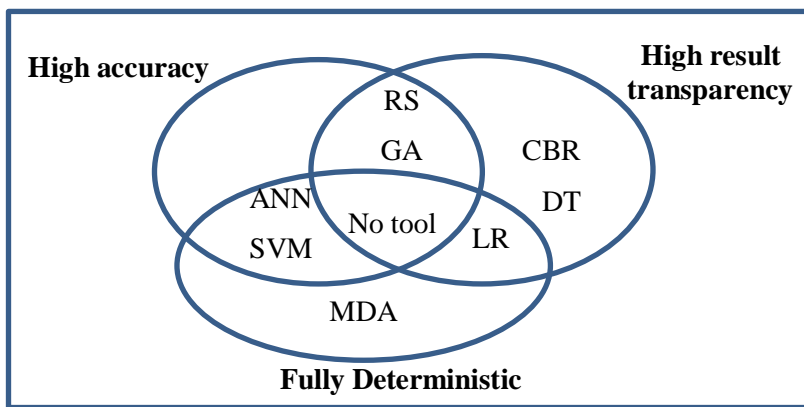 High accuracy
High result
transparency
RS
GA
CBR
DT
ANN
No tool
LR
SVM
MDA
Fully Deterministic